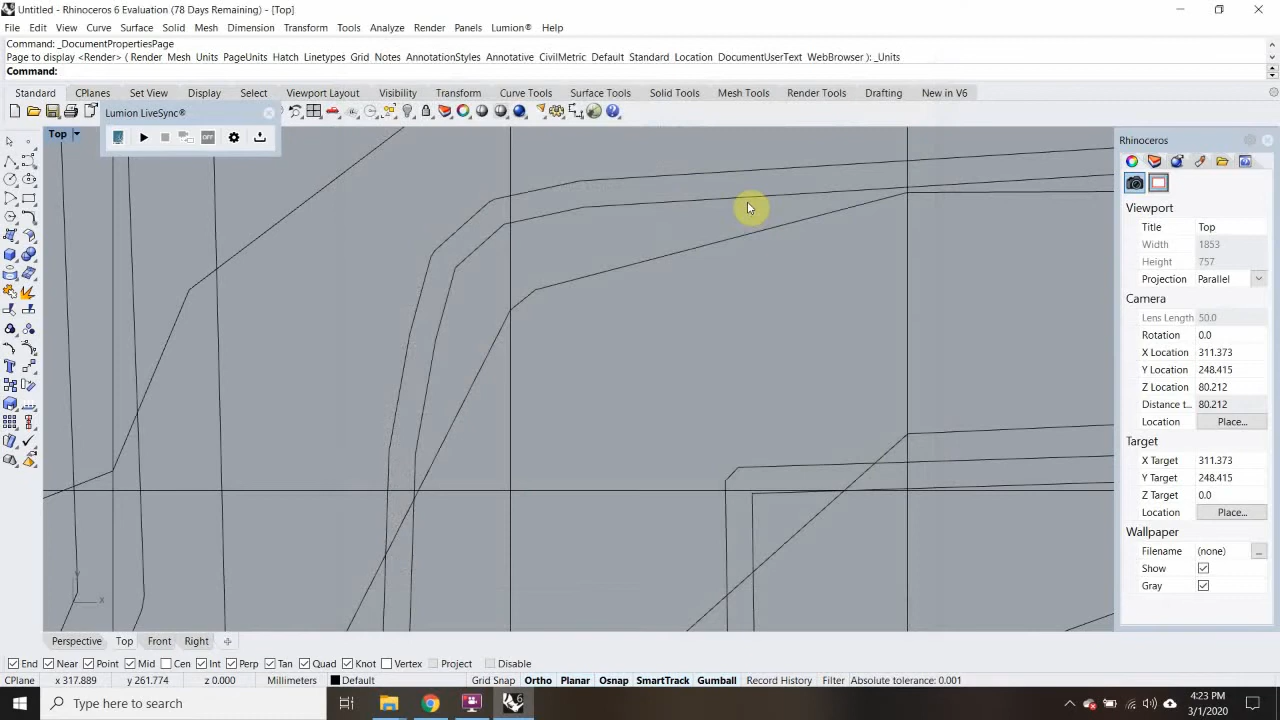 Untitled - Rhinoceros 6 Evaluation (78 Days Remaining) - [Top]
File Edit View Curve Surface Solid Mesh Dimension Transform Tools Analyze Render Panels Lumion® Help
Command: _DocumentPropertiesPage
Page to display <Render> ( Render Mesh Units PageUnits Hatch Linetypes Grid Notes AnnotationStyles Annotative CivilMetric Default Standard Location DocumentUserText WebBrowser ): _Units
Command:
Standard CPlanes Set View Display Select Viewport Layout Visibility Transform Curve Tools Surface Tools Solid Tools Mesh Tools Render Tools Drafting New in V6
Lumion LiveSync®
OFF
Top
Rhinoceros
Viewport
Title Top
Width 1853
Height 757
Projection Parallel
Camera
Lens Length 50.0
Rotation 0.0
X Location 311.373
Y Location 248.415
Z Location 80.212
Distance t... 80.212
Location Place...
Target
X Target 311.373
Y Target 248.415
Z Target 0.0
Location Place...
Wallpaper
Filename (none) ...
Show
Gray
x
Perspective Top Front Right
End Near Point Mid Cen Int Perp Tan Quad Knot Vertex Project Disable
CPlane x 317.889 y 261.774 z 0.000 Millimeters Default Grid Snap Ortho Planar Osnap SmartTrack Gumball Record History Filter Absolute tolerance: 0.001
Type here to search
4:23 PM
3/1/2020